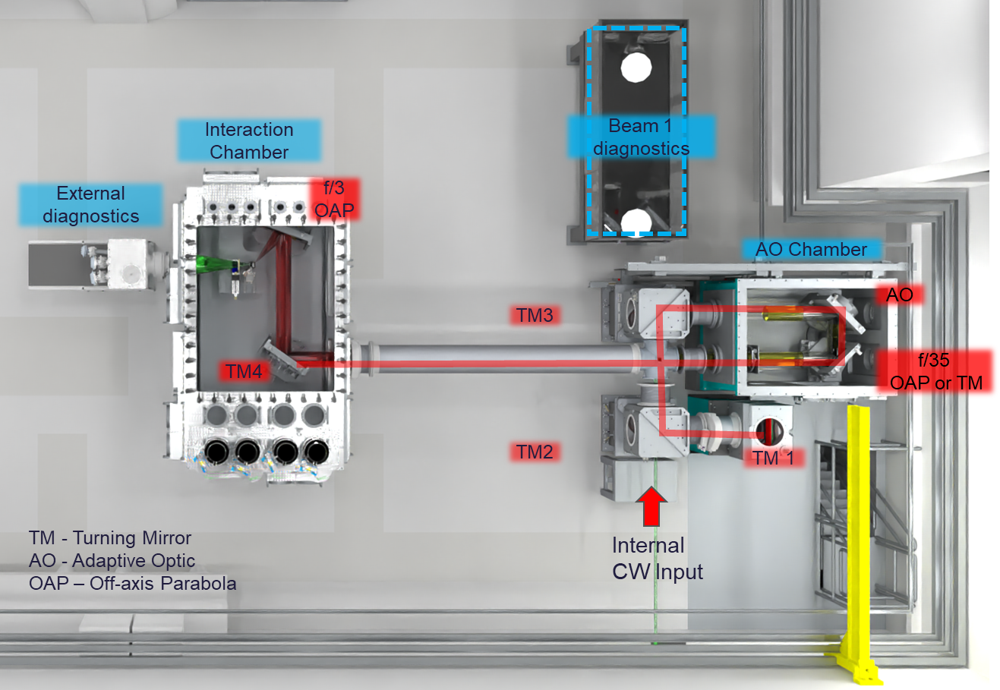 Interaction
Chamber
External
diagnostics
f/3
OAP
Beam 1
diagnostics
AO Chamber
AO
TM3
f/35
OAP or TM
TM4
TM2
TM 1
Internal
CW Input
TM - Turning Mirror
AO - Adaptive Optic
OAP – Off-axis Parabola